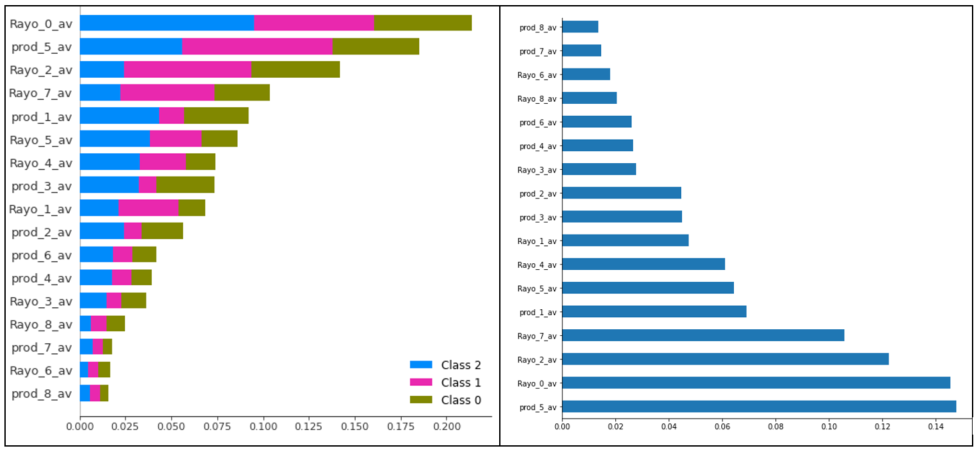 Rayo_0_av
prod_5_av
Rayo_2_av
Rayo_7_av
prod_1_av
Rayo_5_av
Rayo_4_av
prod_3_av
Rayo_1_av
prod_2_av
prod_6_av
prod_4_av
Rayo_3_av
Rayo_8_av
prod_7_av
Rayo_6_av
prod_8_av
Class 2
Class 1
Class 0
0.000 0.025 0.050 0.075 0.100 0.125 0.150 0.175 0.200
prod_8_av
prod_7_av
Rayo_6_av
Rayo_8_av
prod_6_av
prod_4_av
Rayo_3_av
prod_2_av
prod_3_av
Rayo_1_av
Rayo_4_av
Rayo_5_av
prod_1_av
Rayo_7_av
Rayo_2_av
Rayo_0_av
prod_5_av
0.00 0.02 0.04 0.06 0.08 0.10 0.12 0.14